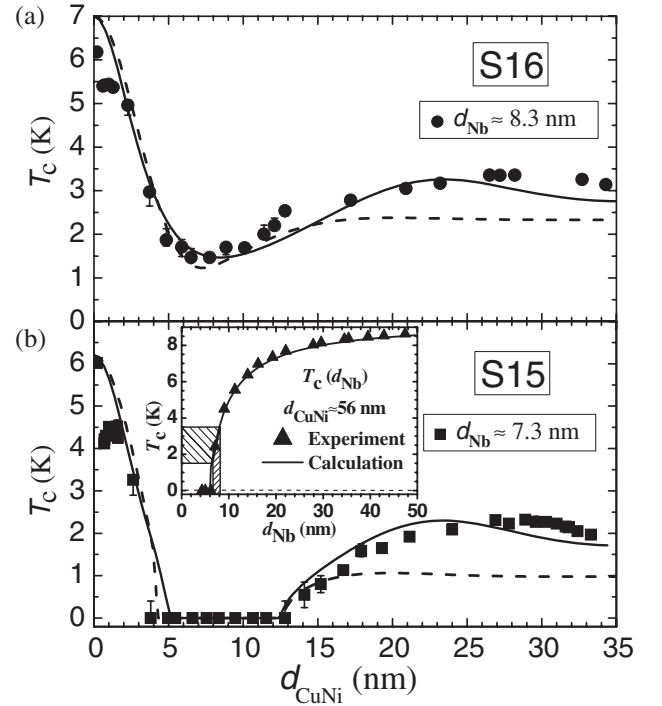 (a)
7
6
5
4
3
2
1
0
T_c (K)
S16
d_Nb ≈ 8.3 nm
(b)
6
5
4
3
2
1
0
T_c (K)
S15
d_Nb ≈ 7.3 nm
8
6
4
2
0
T_c (K)
T_c (d_Nb)
d_CuNi≈56 nm
Experiment
Calculation
0 10 20 30 40 50
d_Nb (nm)
0 5 10 15 20 25 30 35
d_CuNi (nm)